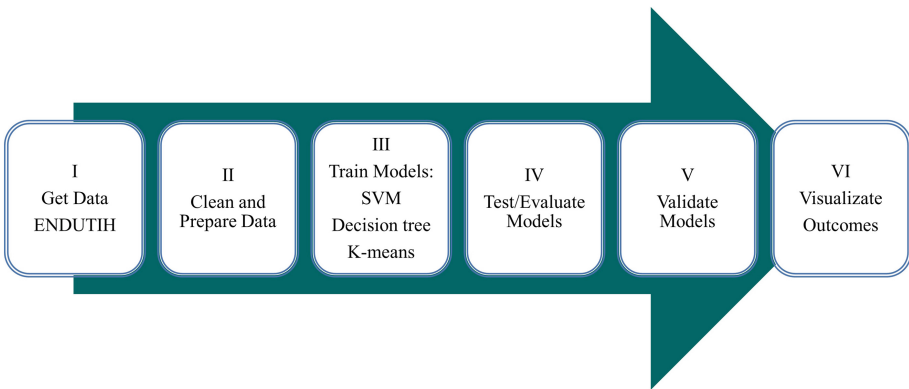 I
Get Data
ENDUTIH
II
Clean and
Prepare Data
III
Train Models:
SVM
Decision tree
K-means
IV
Test/Evaluate
Models
V
Validate
Models
VI
Visualizate
Outcomes